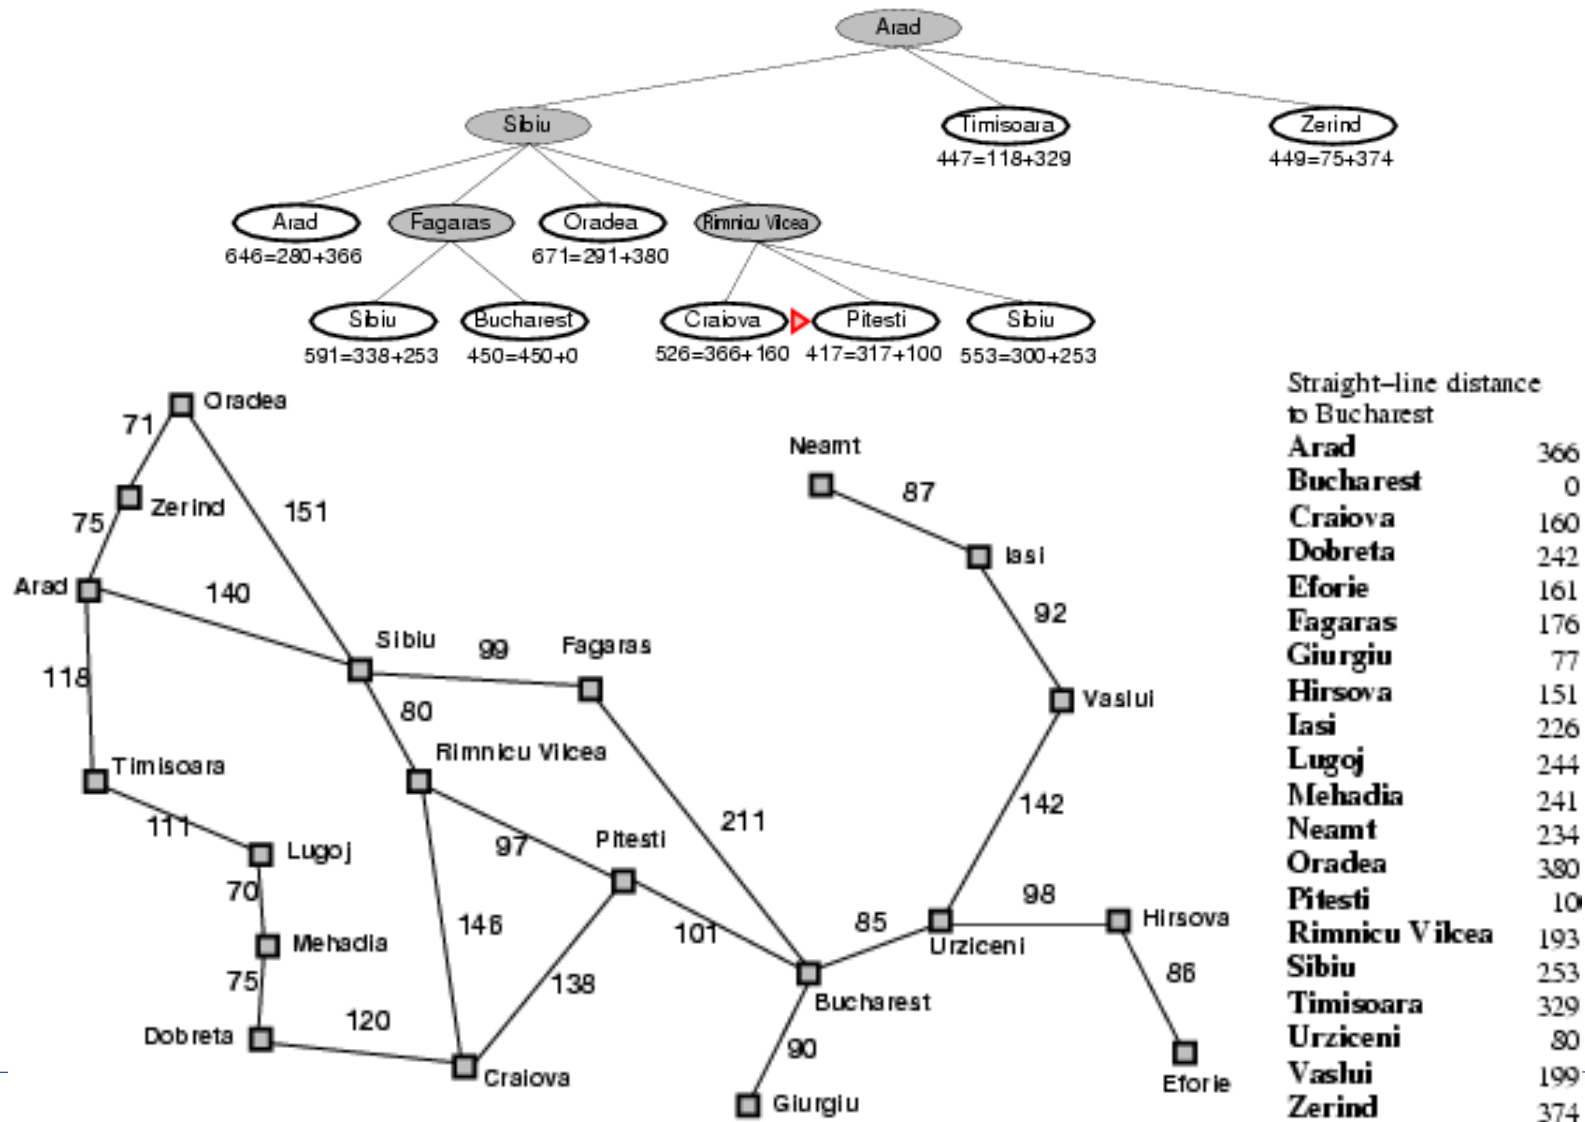 Arad
Sibiu
Timisoara
Zerind
447=118+329
449=75+374
Arad
Fagaras
Oradea
Rimnicu Vilcea
646=280+366
671=291+380
Sibiu
Bucharest
Craiova
Pitesti
Sibiu
591=338+253
450=450+0
526=366+160
417=317+100
553=300+253
Oradea
71
Neamt
87
Zerind
151
75
Iasi
Arad
140
92
Sibiu
99
Fagaras
118
80
Vaslui
Rimnicu Vilcea
Timisoara
142
111
211
Lugoj
97
Pitesti
70
98
Hirsova
146
85
101
Urziceni
Mehadia
75
138
86
Bucharest
120
Dobreta
90
Craiova
Eforie
Giurgiu
Straight–line distance
to Bucharest
Arad 366
Bucharest 0
Craiova 160
Dobreta 242
Eforie 161
Fagaras 176
Giurgiu 77
Hirsova 151
Iasi 226
Lugoj 244
Mehadia 241
Neamt 234
Oradea 380
Pitesti 10
Rimnicu Vilcea 193
Sibiu 253
Timisoara 329
Urziceni 80
Vaslui 199
Zerind 374